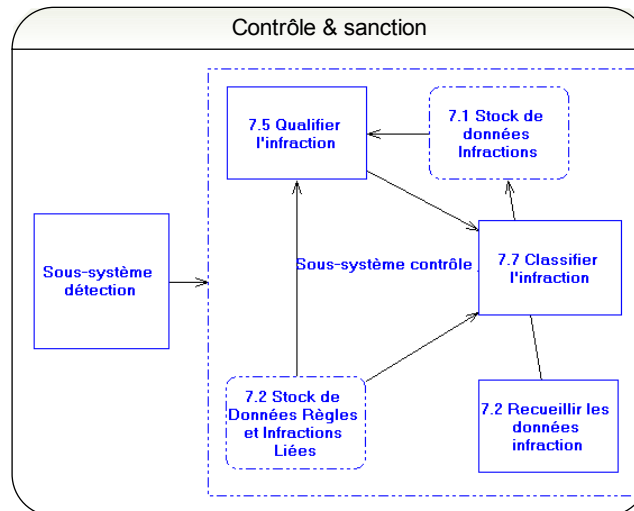 Contrôle & sanction
7.5 Qualifier
l'infraction
7.1 Stock de
données
Infractions
Sous-système
détection
Sous-système contrôle
7.7 Classifier
l'infraction
7.2 Stock de
Données Règles
et Infractions
Liées
7.2 Recueillir les
données
infraction